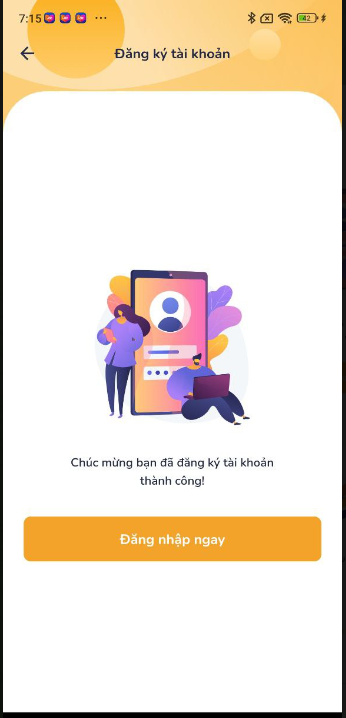 7:15
Đăng ký tài khoản
Chúc mừng bạn đã đăng ký tài khoản
thành công!
Đăng nhập ngay